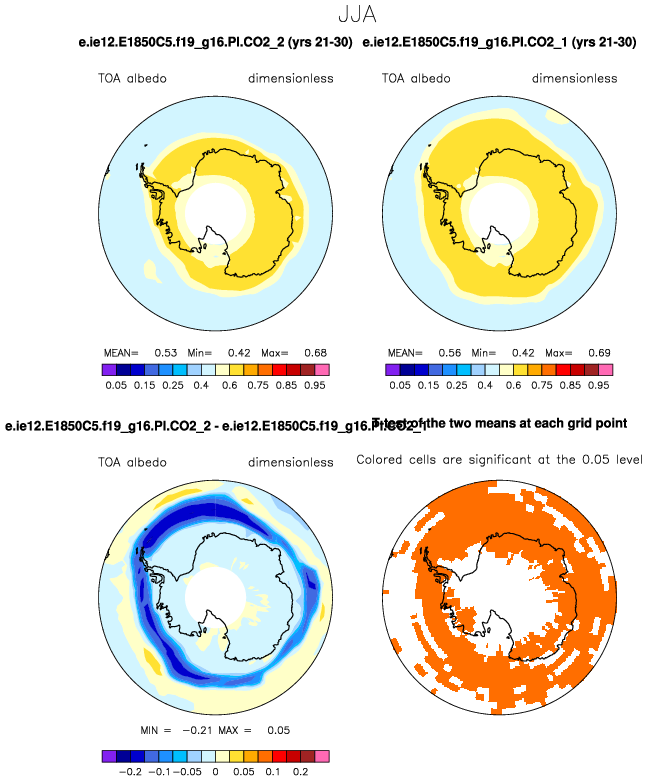 JJA
e.ie12.E1850C5.f19_g16.PI.CO2_2 (yrs 21-30) e.ie12.E1850C5.f19_g16.PI.CO2_1 (yrs 21-30)
TOA albedo dimensionless TOA albedo dimensionless
MEAN= 0.53 Min= 0.42 Max= 0.68 MEAN= 0.56 Min= 0.42 Max= 0.69
0.05 0.15 0.25 0.4 0.6 0.75 0.85 0.95 0.05 0.15 0.25 0.4 0.6 0.75 0.85 0.95
e.ie12.E1850C5.f19_g16.PI.CO2_2 - e.ie12.E1850C5.f19_g16.PI.CO2_1 T-test of the two means at each grid point
TOA albedo dimensionless Colored cells are significant at the 0.05 level
MIN = -0.21 MAX = 0.05
-0.2 -0.1 -0.05 0 0.05 0.1 0.2